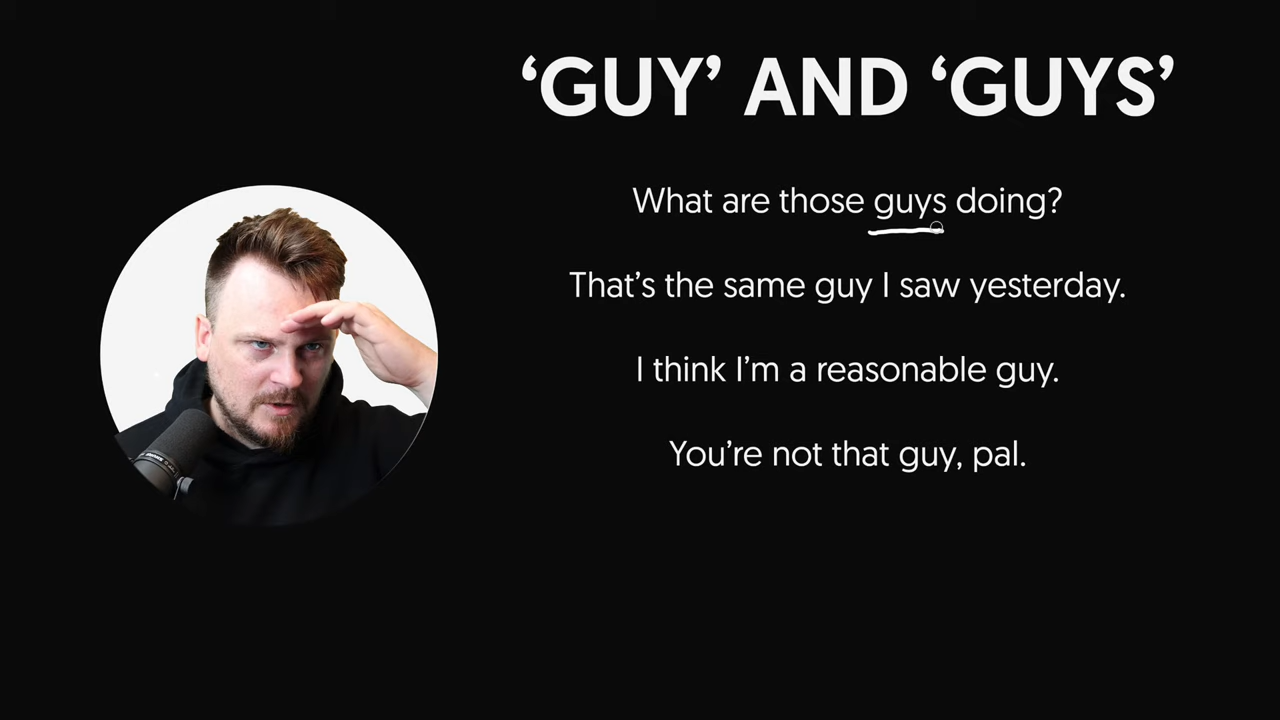 ‘GUY’ AND ‘GUYS’
What are those guys doing?
That’s the same guy I saw yesterday.
I think I’m a reasonable guy.
You’re not that guy, pal.